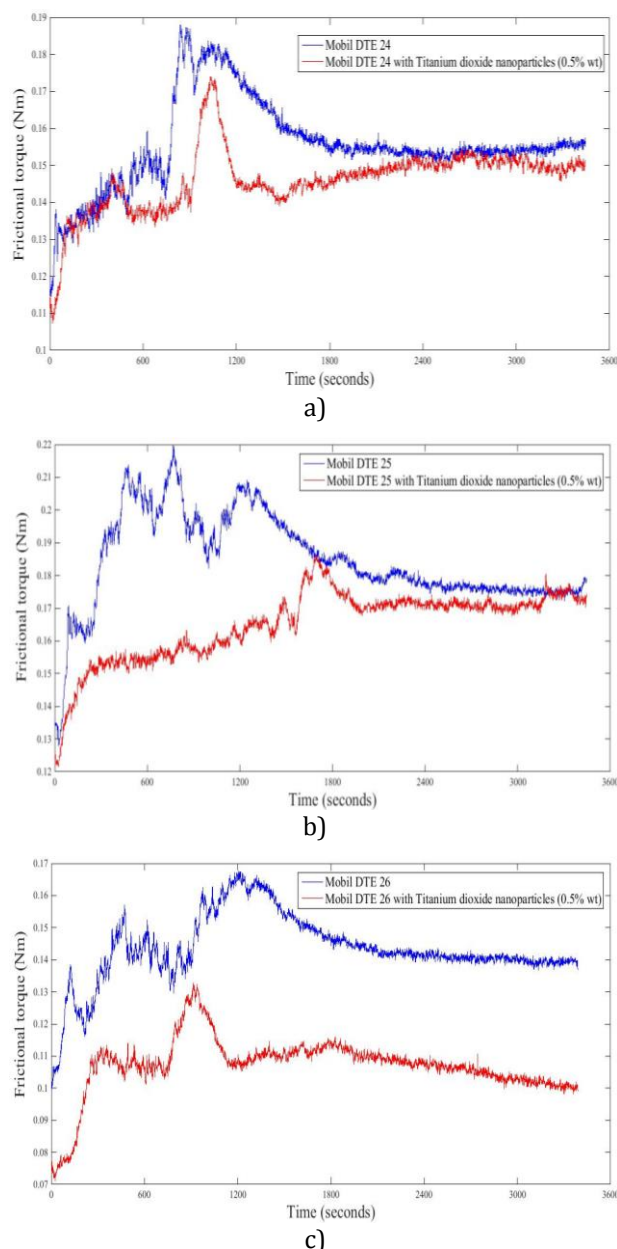 0.19
0.18
0.17
0.16
0.15
0.14
0.13
0.12
0.11
0.1
Frictional torque (Nm)
Mobil DTE 24
Mobil DTE 24 with Titanium dioxide nanoparticles (0.5% wt)
0 600 1200 1800 2400 3000 3600
Time (seconds)
a)
0.22
0.21
0.2
0.19
0.18
0.17
0.16
0.15
0.14
0.13
0.12
Frictional torque (Nm)
Mobil DTE 25
Mobil DTE 25 with Titanium dioxide nanoparticles (0.5% wt)
0 600 1200 1800 2400 3000 3600
Time (seconds)
b)
0.17
0.16
0.15
0.14
0.13
0.12
0.11
0.1
0.09
0.08
0.07
Frictional torque (Nm)
Mobil DTE 26
Mobil DTE 26 with Titanium dioxide nanoparticles (0.5% wt)
0 600 1200 1800 2400 3000 3600
Time (seconds)
c)